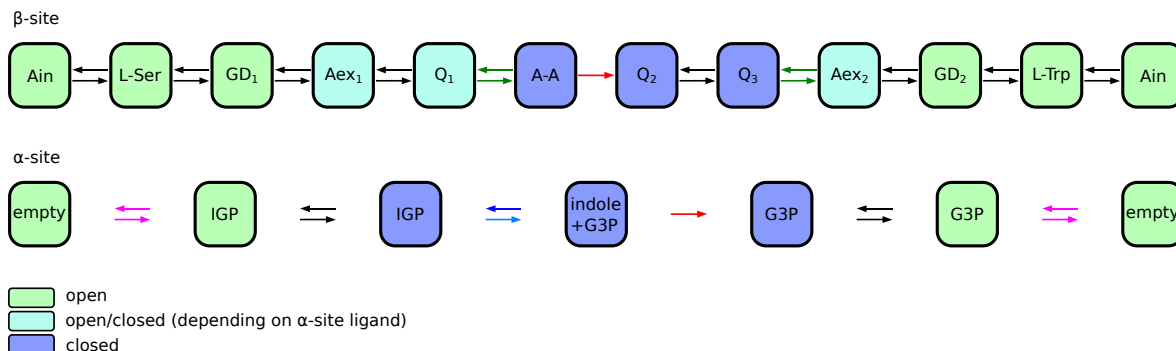 β-site
Ain L-Ser GD₁ Aex₁ Q₁ A-A Q₂ Q₃ Aex₂ GD₂ L-Trp Ain
α-site
empty IGP IGP indole +G3P G3P G3P empty
open
open/closed (depending on α-site ligand)
closed